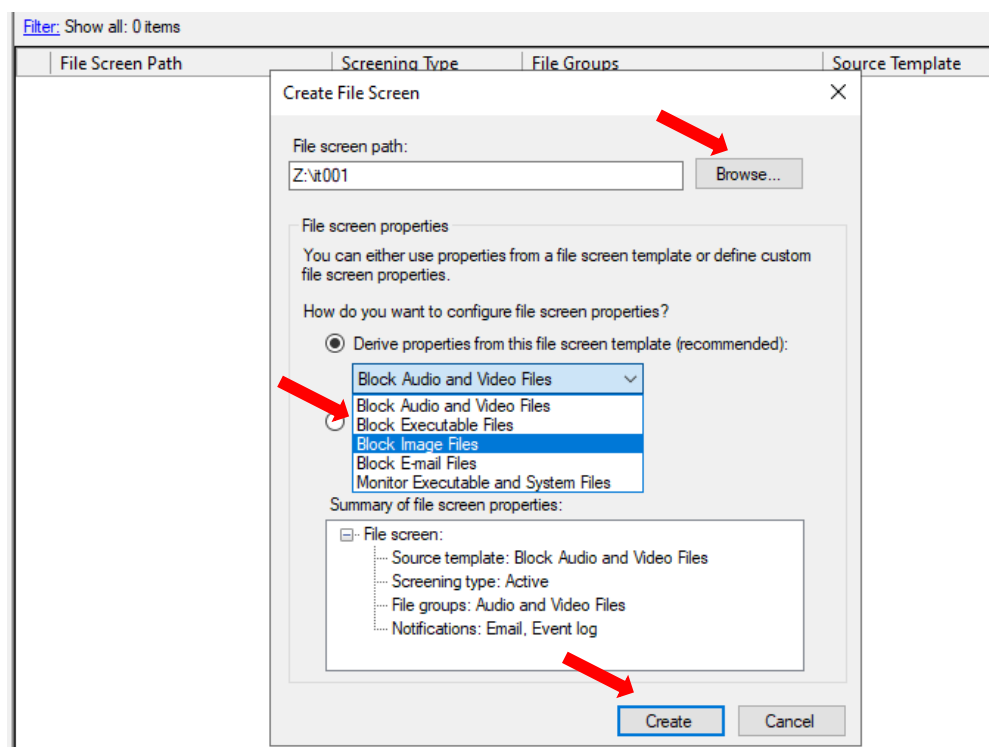 Filter: Show all: 0 items
File Screen Path Screening Type File Groups Source Template
Create File Screen
File screen path:
Z:\it001
Browse...
File screen properties
You can either use properties from a file screen template or define custom
file screen properties.
How do you want to configure file screen properties?
Derive properties from this file screen template (recommended):
Block Audio and Video Files
Block Audio and Video Files
Block Executable Files
Block Image Files
Block E-mail Files
Monitor Executable and System Files
Summary of file screen properties:
File screen:
Source template: Block Audio and Video Files
Screening type: Active
File groups: Audio and Video Files
Notifications: Email, Event log
Create Cancel